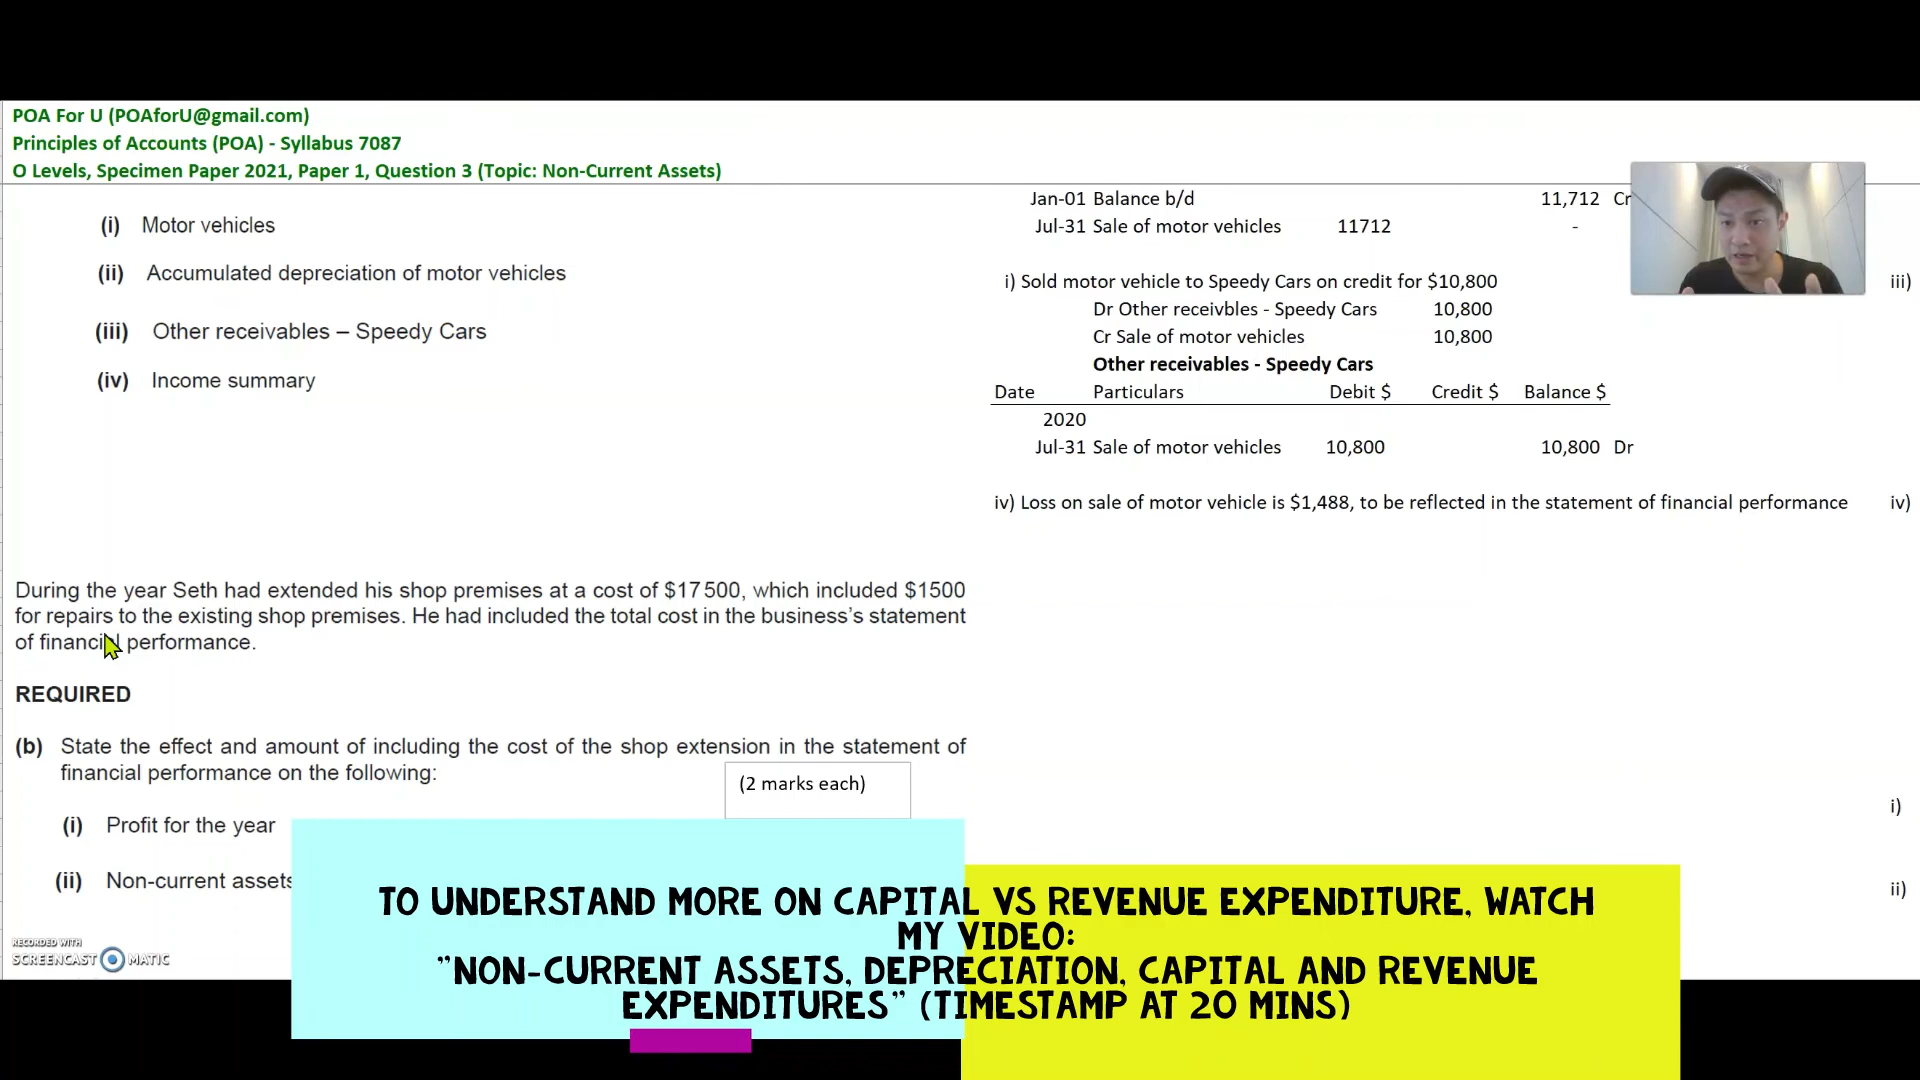 POA For U (POAforU@gmail.com)
Principles of Accounts (POA) - Syllabus 7087
O Levels, Specimen Paper 2021, Paper 1, Question 3 (Topic: Non-Current Assets)
(i) Motor vehicles
(ii) Accumulated depreciation of motor vehicles
(iii) Other receivables – Speedy Cars
(iv) Income summary
During the year Seth had extended his shop premises at a cost of $17500, which included $1500
for repairs to the existing shop premises. He had included the total cost in the business's statement
of financial performance.
REQUIRED
(b) State the effect and amount of including the cost of the shop extension in the statement of
financial performance on the following:
(2 marks each)
(i) Profit for the year
(ii) Non-current assets
Jan-01 Balance b/d 11,712 Cr
Jul-31 Sale of motor vehicles 11712 -
i) Sold motor vehicle to Speedy Cars on credit for $10,800 iii)
Dr Other receivbles - Speedy Cars 10,800
Cr Sale of motor vehicles 10,800
Other receivables - Speedy Cars
Date Particulars Debit $ Credit $ Balance $
2020
Jul-31 Sale of motor vehicles 10,800 10,800 Dr
iv) Loss on sale of motor vehicle is $1,488, to be reflected in the statement of financial performance iv)
i)
ii)
TO UNDERSTAND MORE ON CAPITAL VS REVENUE EXPENDITURE, WATCH
MY VIDEO:
"NON-CURRENT ASSETS, DEPRECIATION, CAPITAL AND REVENUE
EXPENDITURES" (TIMESTAMP AT 20 MINS)
RECORDED WITH
SCREENCAST MATIC